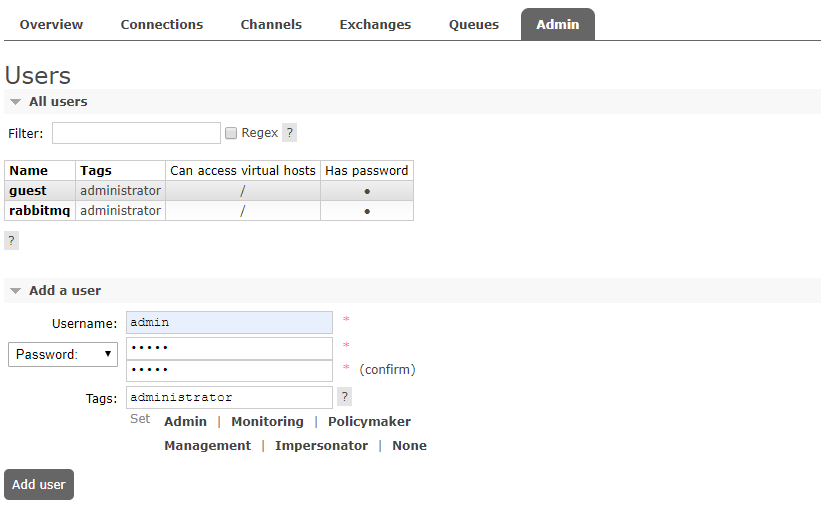 Overview Connections Channels Exchanges Queues Admin
Users
All users
Filter: Regex ?
Name Tags Can access virtual hosts Has password
guest administrator / ●
rabbitmq administrator / ●
?
Add a user
Username: admin *
Password: ••••• *
••••• * (confirm)
Tags: administrator ?
Set Admin | Monitoring | Policymaker
Management | Impersonator | None
Add user